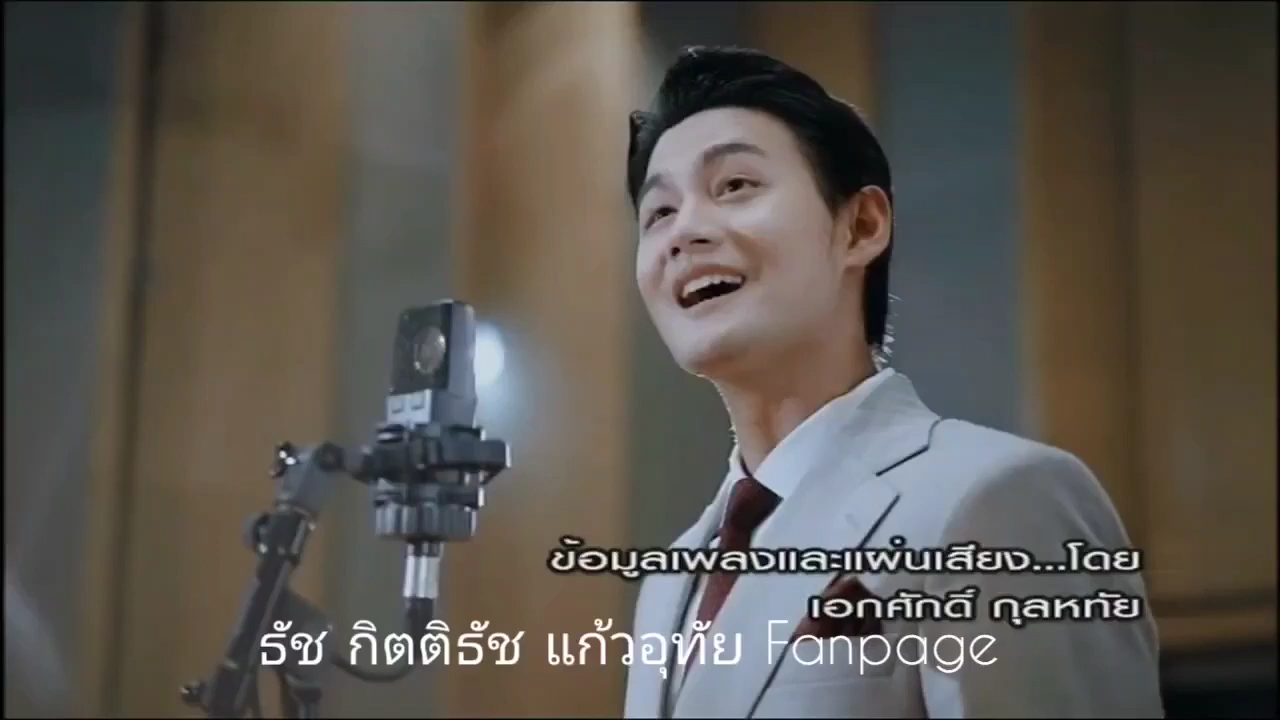 ข้อมูลเพลงและแผ่นเสียง...โดย
เอกศักดิ์ กุลหทัย
ธัช กิตติธัช แก้วอุทัย Fanpage